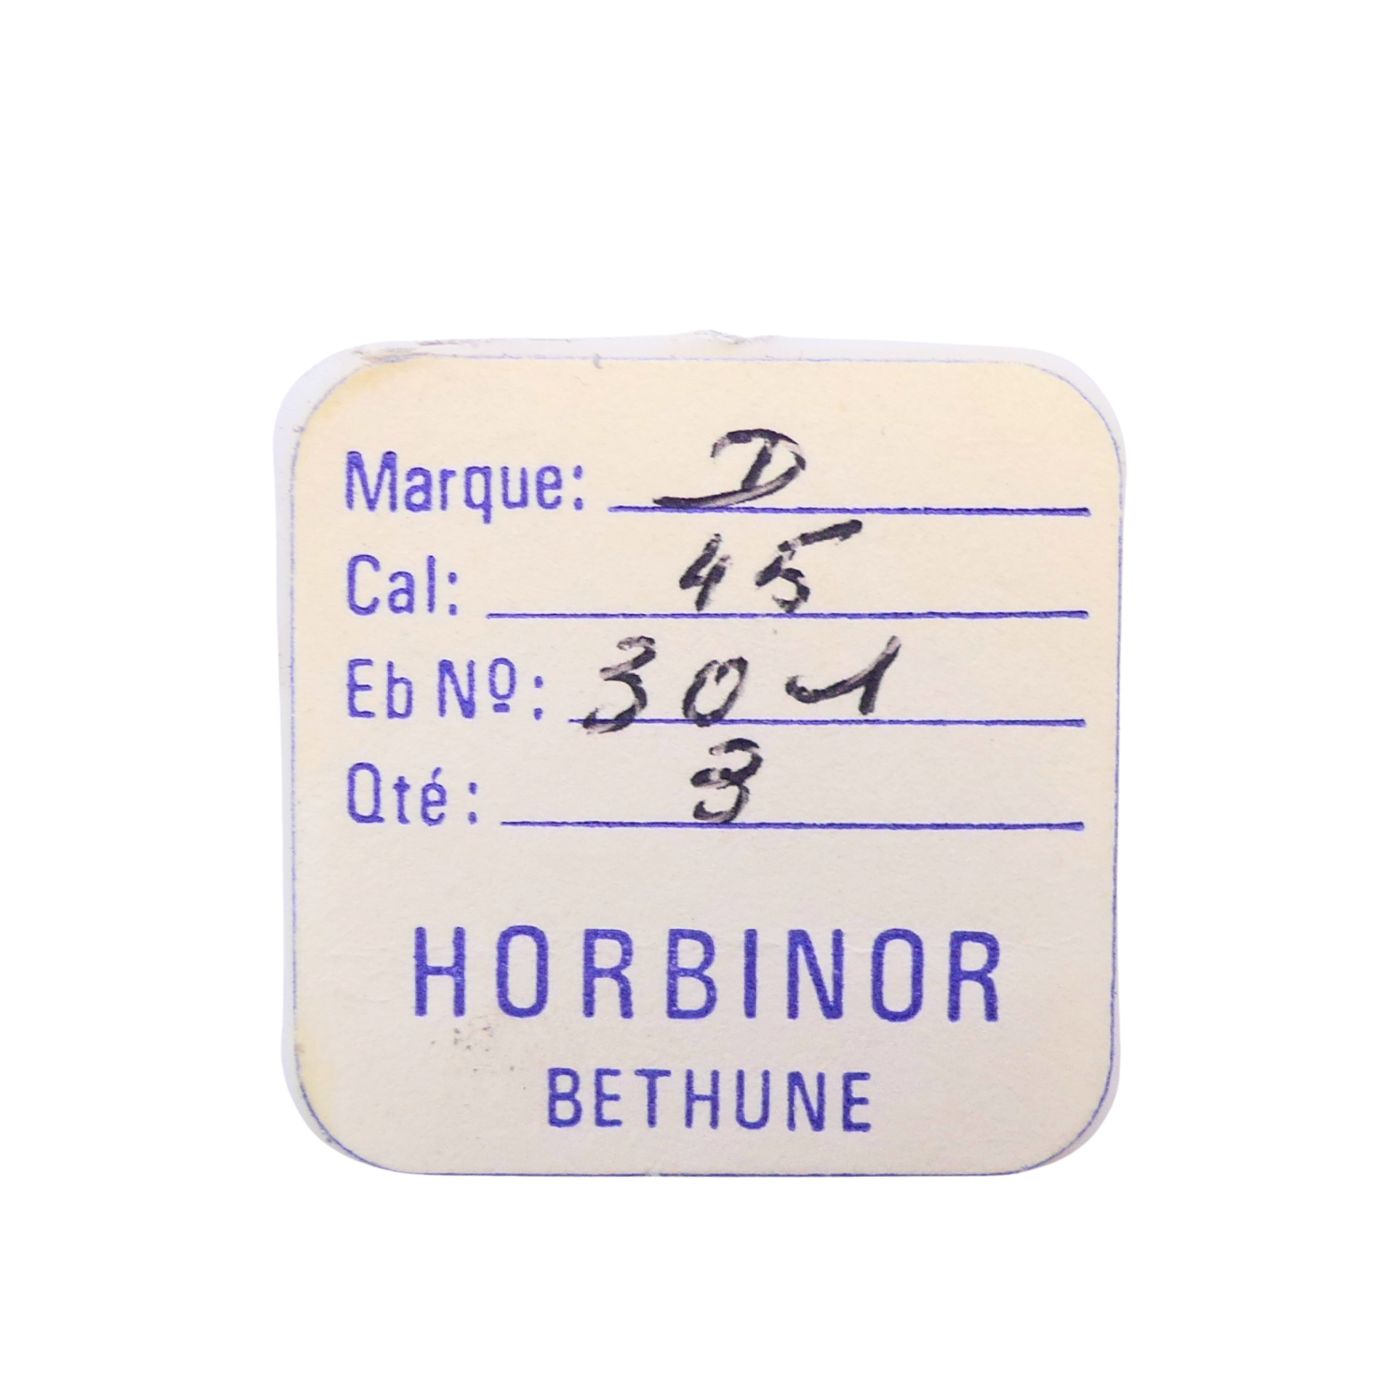 Marque: D
Cal: 45
Eb Nº: 301
Qté: 3
HORBINOR
BETHUNE